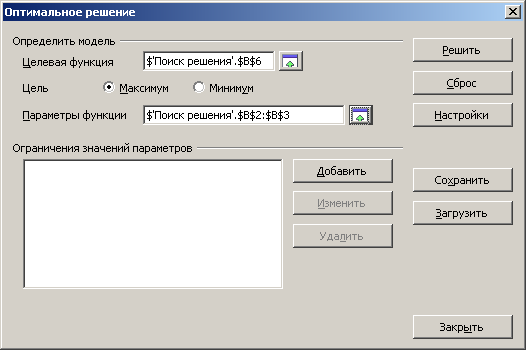 Оптимальное решение
Определить модель
Целевая функция $'Поиск решения'.$B$6
Цель Максимум Минимум
Параметры функции $'Поиск решения'.$B$2:$B$3
Ограничения значений параметров
Добавить
Изменить
Удалить
Решить
Сброс
Настройки
Сохранить
Загрузить
Закрыть